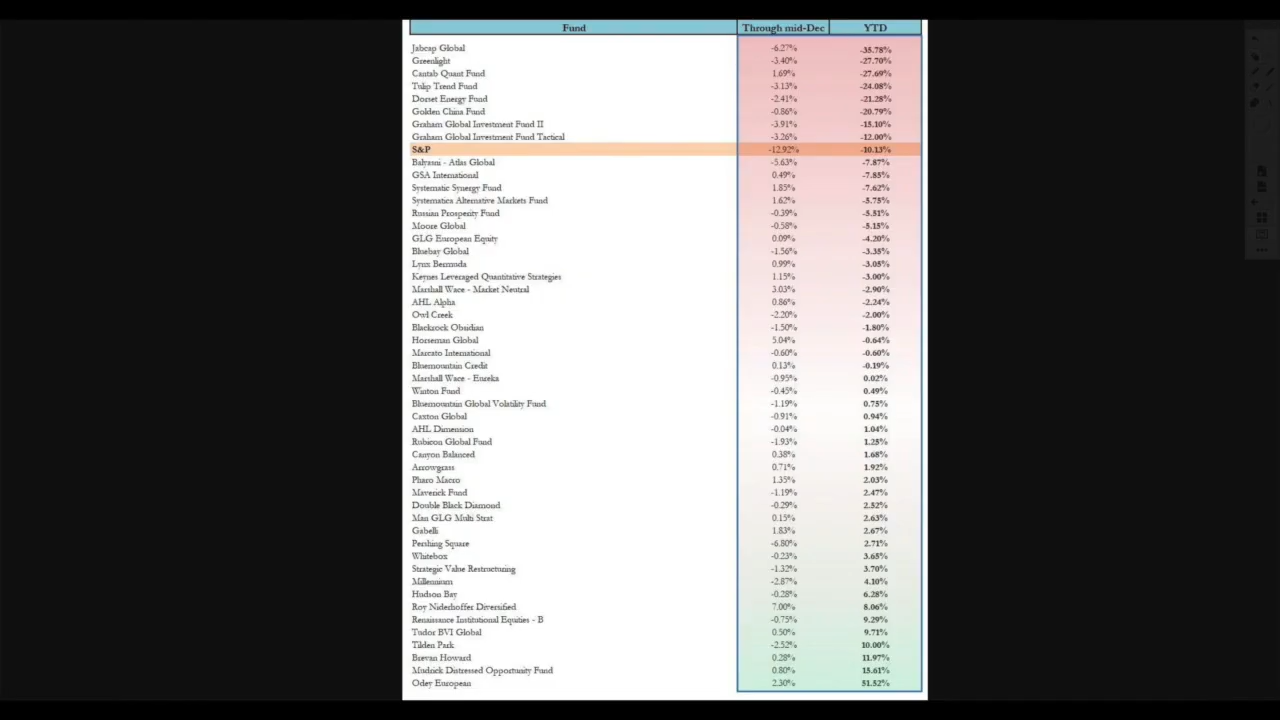 Fund Through mid-Dec YTD
Jabcap Global -6.27% -35.78%
Greenlight -3.40% -27.70%
Cantab Quant Fund 1.69% -27.69%
Tulip Trend Fund -3.13% -24.08%
Dorset Energy Fund -2.41% -21.28%
Golden China Fund -0.86% -20.79%
Graham Global Investment Fund II -3.91% -15.10%
Graham Global Investment Fund Tactical -3.26% -12.00%
S&P -12.92% -10.13%
Balyasni - Atlas Global -5.63% -7.87%
GSA International 0.49% -7.85%
Systematic Synergy Fund 1.85% -7.62%
Systematica Alternative Markets Fund 1.62% -5.75%
Russian Prosperity Fund -0.39% -5.51%
Moore Global -0.58% -5.15%
GLG European Equity 0.09% -4.20%
Bluebay Global -1.56% -3.35%
Lynx Bermuda 0.99% -3.05%
Keynes Leveraged Quantitative Strategies 1.15% -3.00%
Marshall Wace - Market Neutral 3.03% -2.90%
AHL Alpha 0.86% -2.24%
Owl Creek -2.20% -2.00%
Blackrock Obsidian -1.50% -1.80%
Horseman Global 5.04% -0.64%
Marcato International -0.60% -0.60%
Bluemountain Credit 0.13% -0.19%
Marshall Wace - Eureka -0.95% 0.02%
Winton Fund -0.45% 0.49%
Bluemountain Global Volatility Fund -1.19% 0.75%
Caxton Global -0.91% 0.94%
AHL Dimension -0.04% 1.04%
Rubicon Global Fund -1.93% 1.25%
Canyon Balanced 0.38% 1.68%
Arrowgrass 0.71% 1.92%
Pharo Macro 1.35% 2.03%
Maverick Fund -1.19% 2.47%
Double Black Diamond -0.29% 2.52%
Man GLG Multi Strat 0.15% 2.63%
Gabelli 1.83% 2.67%
Pershing Square -6.80% 2.71%
Whitebox -0.23% 3.65%
Strategic Value Restructuring -1.32% 3.70%
Millennium -2.87% 4.10%
Hudson Bay -0.28% 6.28%
Roy Niderhoffer Diversified 7.00% 8.06%
Renaissance Institutional Equities - B -0.75% 9.29%
Tudor BVI Global 0.50% 9.71%
Tilden Park -2.52% 10.00%
Brevan Howard 0.28% 11.97%
Mudrick Distressed Opportunity Fund 0.80% 15.61%
Odey European 2.30% 51.52%